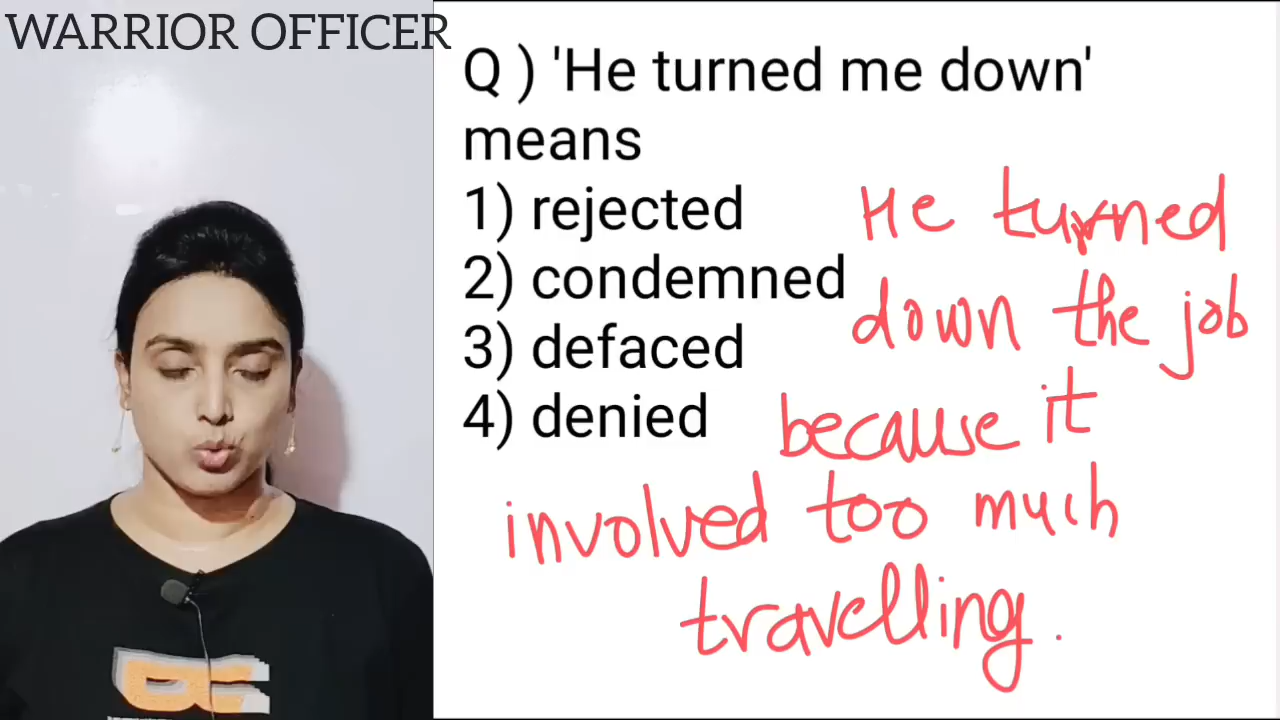 WARRIOR OFFICER
Q ) 'He turned me down'
means
1) rejected
2) condemned
3) defaced
4) denied
He turned
down the job
because it
involved too much
travelling.